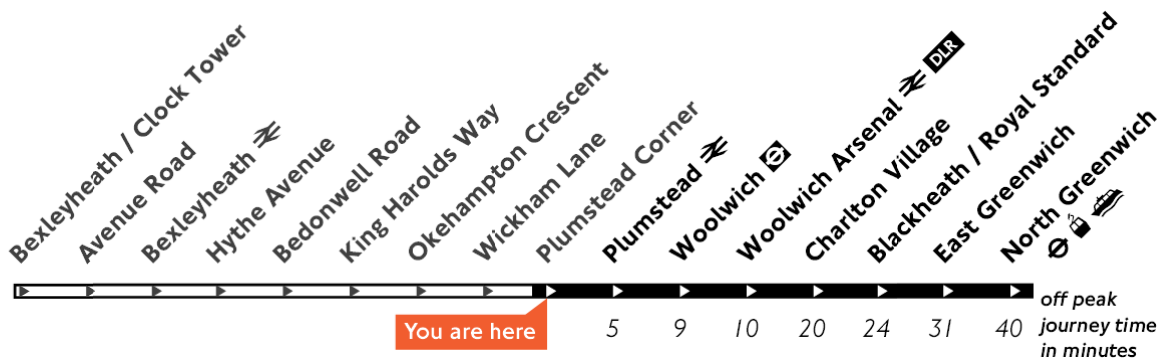 Bexleyheath / Clock Tower
Avenue Road
Bexleyheath
Hythe Avenue
Bedonwell Road
King Harolds Way
Okehampton Crescent
Wickham Lane
Plumstead Corner
Plumstead
Woolwich
Woolwich Arsenal DLR
Charlton Village
Blackheath / Royal Standard
East Greenwich
North Greenwich
You are here
5 9 10 20 24 31 40
off peak
journey time
in minutes